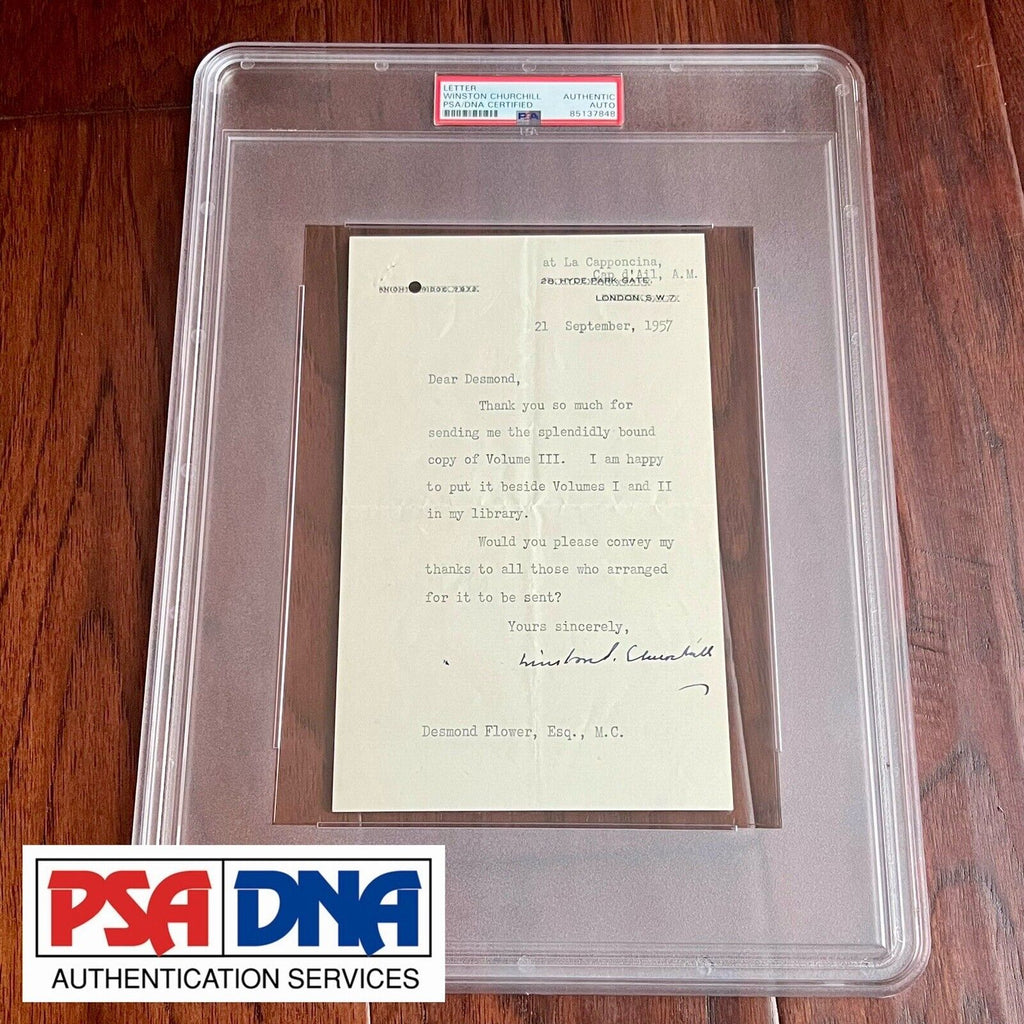 LETTER
WINSTON CHURCHILL AUTHENTIC
PSA/DNA CERTIFIED AUTO
PSA 85137848
at La Capponcina,
Cap d'Ail, A.M.
28, HYDE PARK GATE,
LONDON, S.W.7.
21 September, 1957
Dear Desmond,
Thank you so much for
sending me the splendidly bound
copy of Volume III. I am happy
to put it beside Volumes I and II
in my library.
Would you please convey my
thanks to all those who arranged
for it to be sent?
Yours sincerely,
Winston S. Churchill
Desmond Flower, Esq., M.C.
PSA DNA
AUTHENTICATION SERVICES